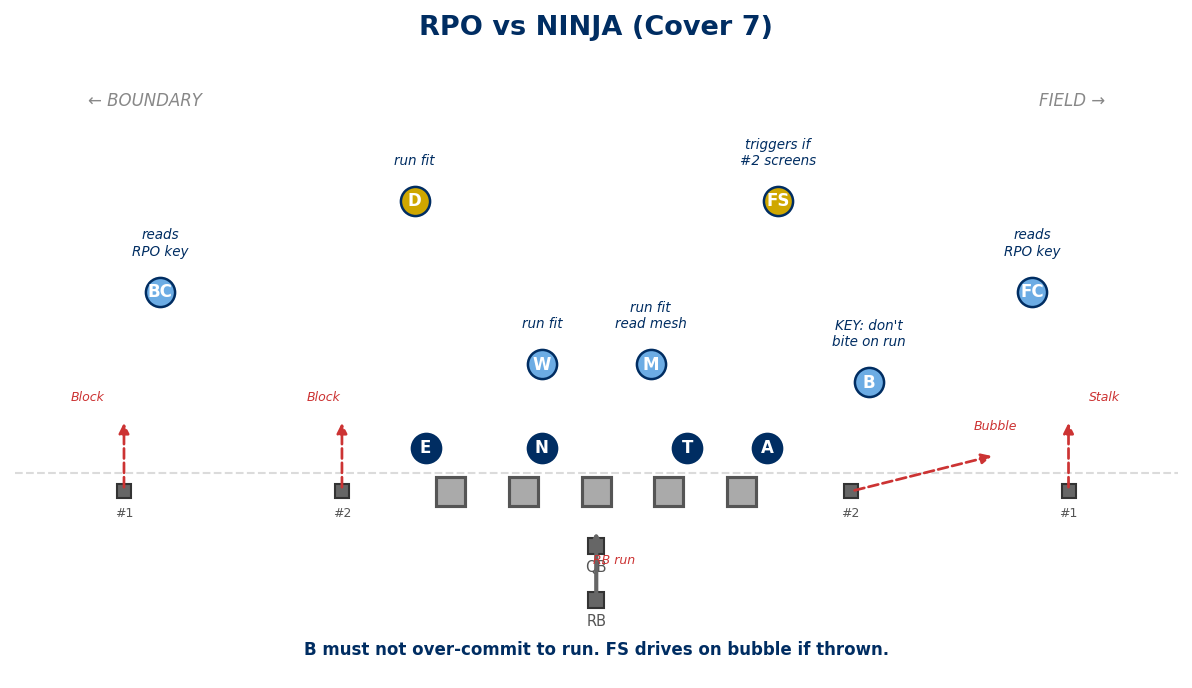 RPO vs NINJA (Cover 7)
← BOUNDARY
FIELD →
triggers if
#2 screens
run fit
D
FS
reads
RPO key
reads
RPO key
BC
FC
run fit
run fit
read mesh
KEY: don't
bite on run
W
M
B
Block
Block
Stalk
Bubble
E
N
T
A
#1
#2
#2
#1
QB
RB run
RB
B must not over-commit to run. FS drives on bubble if thrown.